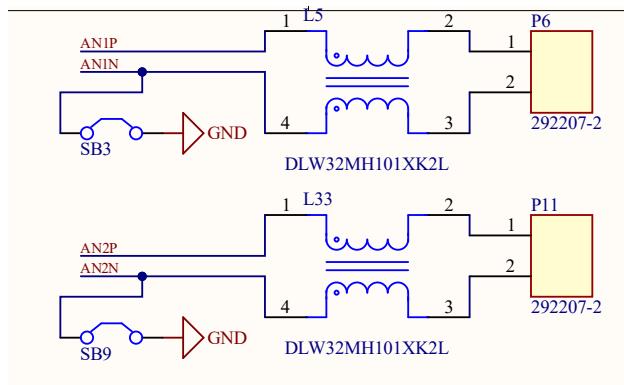 L5
1
2
P6
AN1P
1
AN1N
2
4
3
GND
SB3
292207-2
DLW32MH101XK2L
L33
1
2
P11
AN2P
1
AN2N
2
4
3
292207-2
GND
SB9
DLW32MH101XK2L